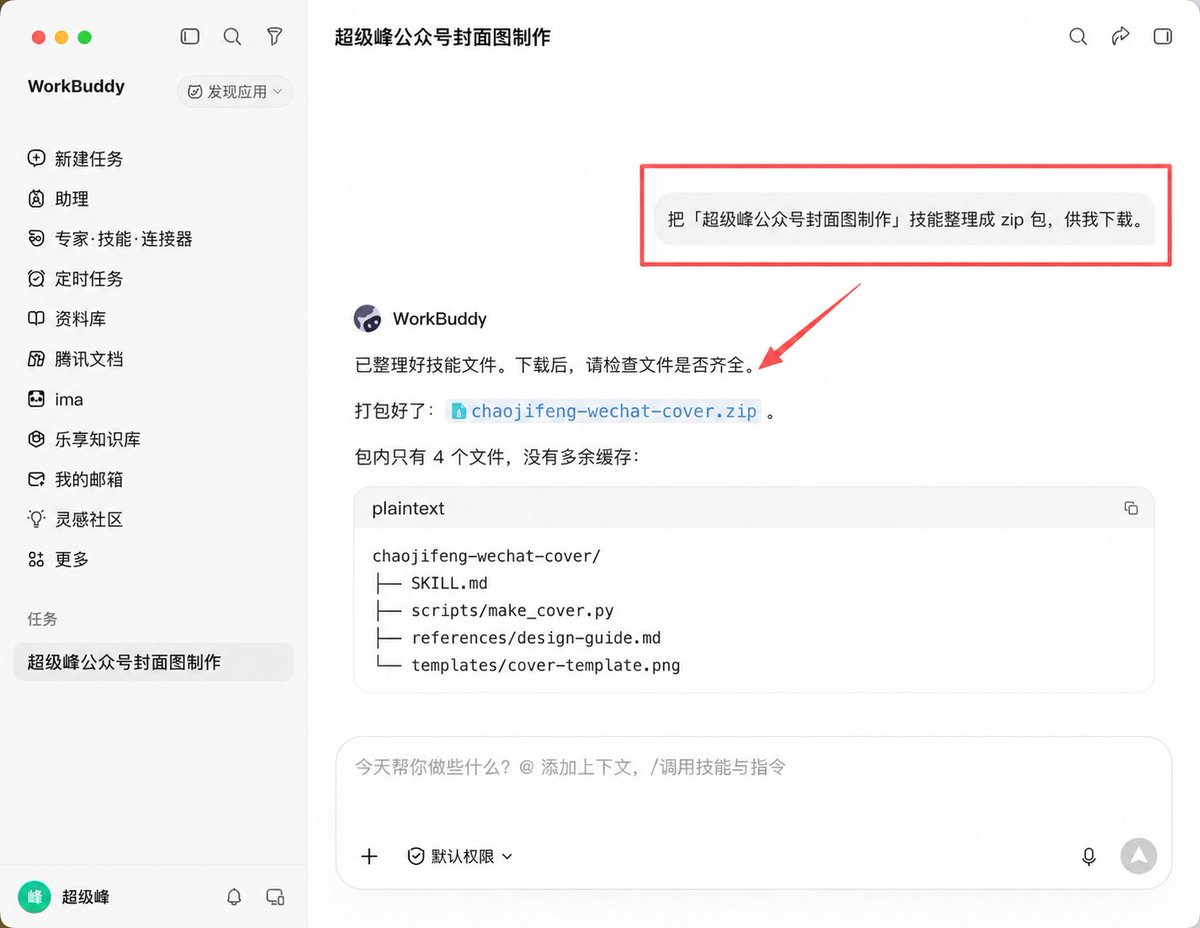 超级峰公众号封面图制作
WorkBuddy
发现应用
新建任务
助理
专家·技能·连接器
定时任务
资料库
腾讯文档
ima
乐享知识库
我的邮箱
灵感社区
更多
任务
超级峰公众号封面图制作
峰
超级峰
把「超级峰公众号封面图制作」技能整理成 zip 包，供我下载。
WorkBuddy
已整理好技能文件。下载后，请检查文件是否齐全。
打包好了： chaojifeng-wechat-cover.zip 。
包内只有 4 个文件，没有多余缓存：
plaintext
chaojifeng-wechat-cover/
├── SKILL.md
├── scripts/make_cover.py
├── references/design-guide.md
└── templates/cover-template.png
今天帮你做些什么？@ 添加上下文，/调用技能与指令
默认权限